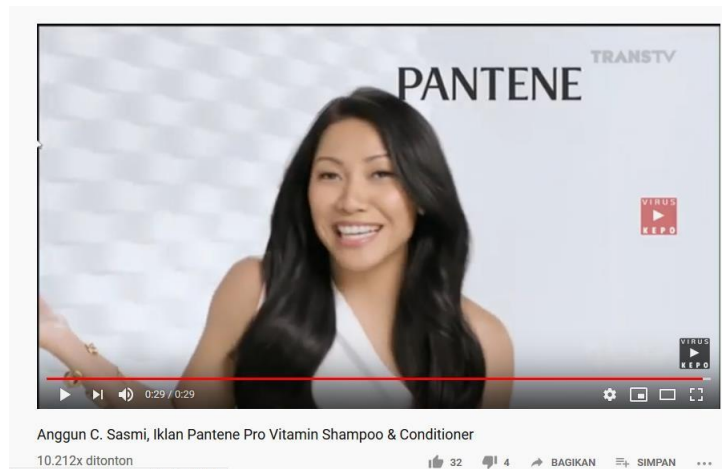 TRANSTV
PANTENE
VIRUS
KEPO
VIRUS
KEPO
0:29 / 0:29
Anggun C. Sasmi, Iklan Pantene Pro Vitamin Shampoo & Conditioner
10.212x ditonton
32
4
BAGIKAN
SIMPAN